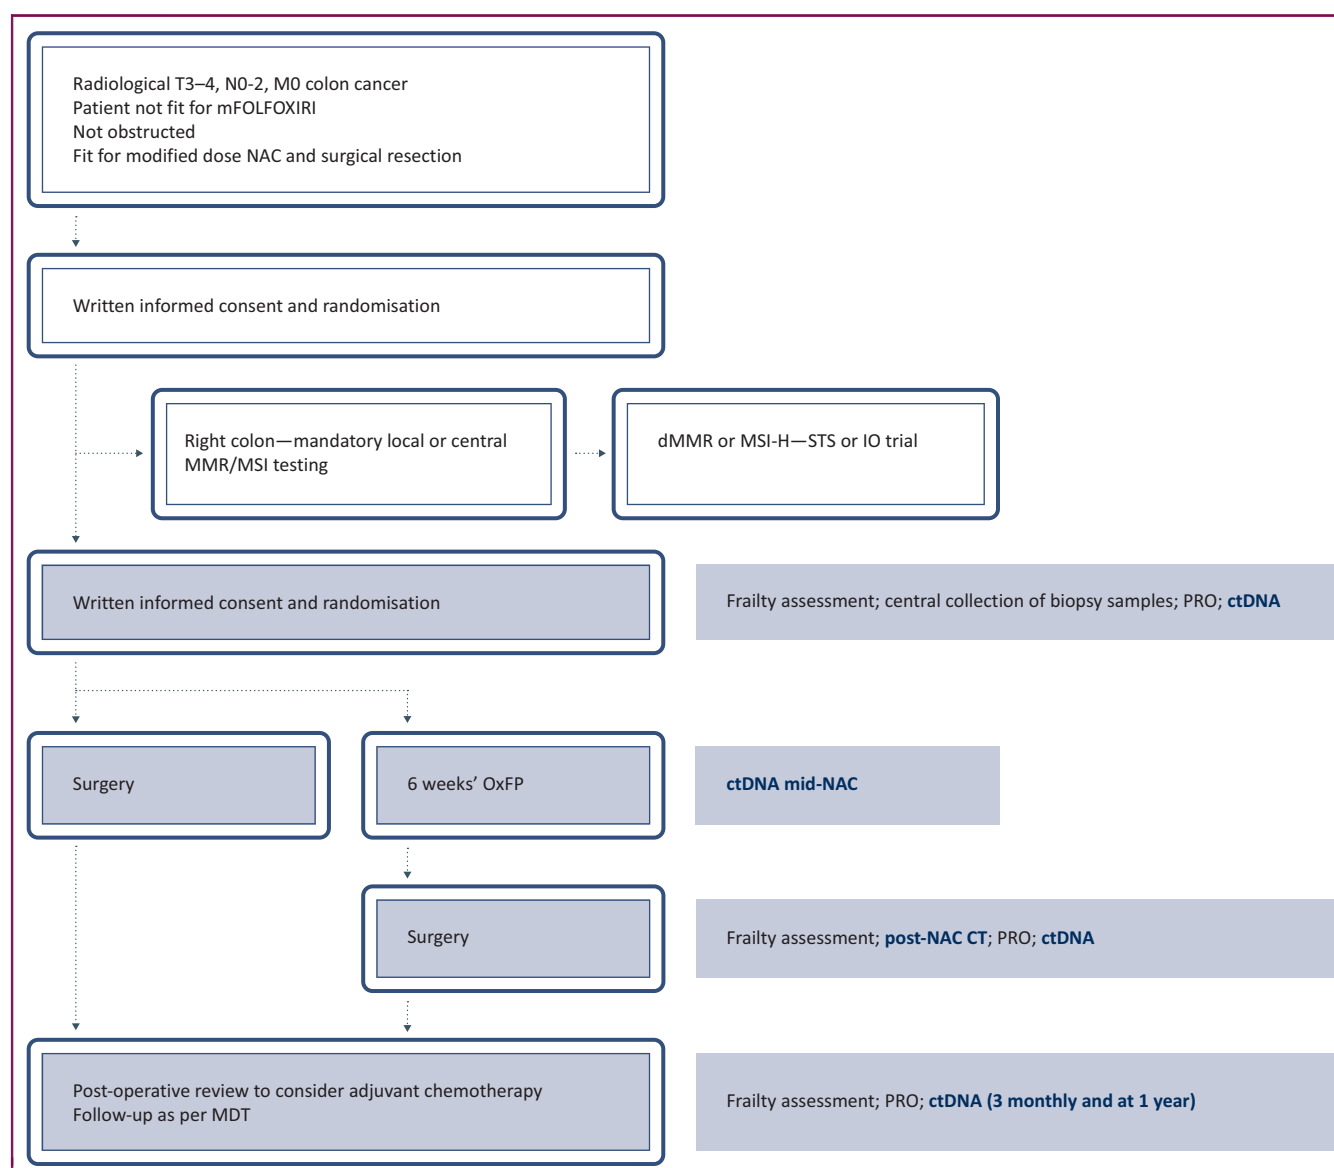 Radiological T3–4, N0-2, M0 colon cancer
Patient not fit for mFOLFOXIRI
Not obstructed
Fit for modified dose NAC and surgical resection
Written informed consent and randomisation
Right colon—mandatory local or central
MMR/MSI testing
dMMR or MSI-H—STS or IO trial
Written informed consent and randomisation
Frailty assessment; central collection of biopsy samples; PRO; ctDNA
Surgery
6 weeks’ OxFP
ctDNA mid-NAC
Surgery
Frailty assessment; post-NAC CT; PRO; ctDNA
Post-operative review to consider adjuvant chemotherapy
Follow-up as per MDT
Frailty assessment; PRO; ctDNA (3 monthly and at 1 year)